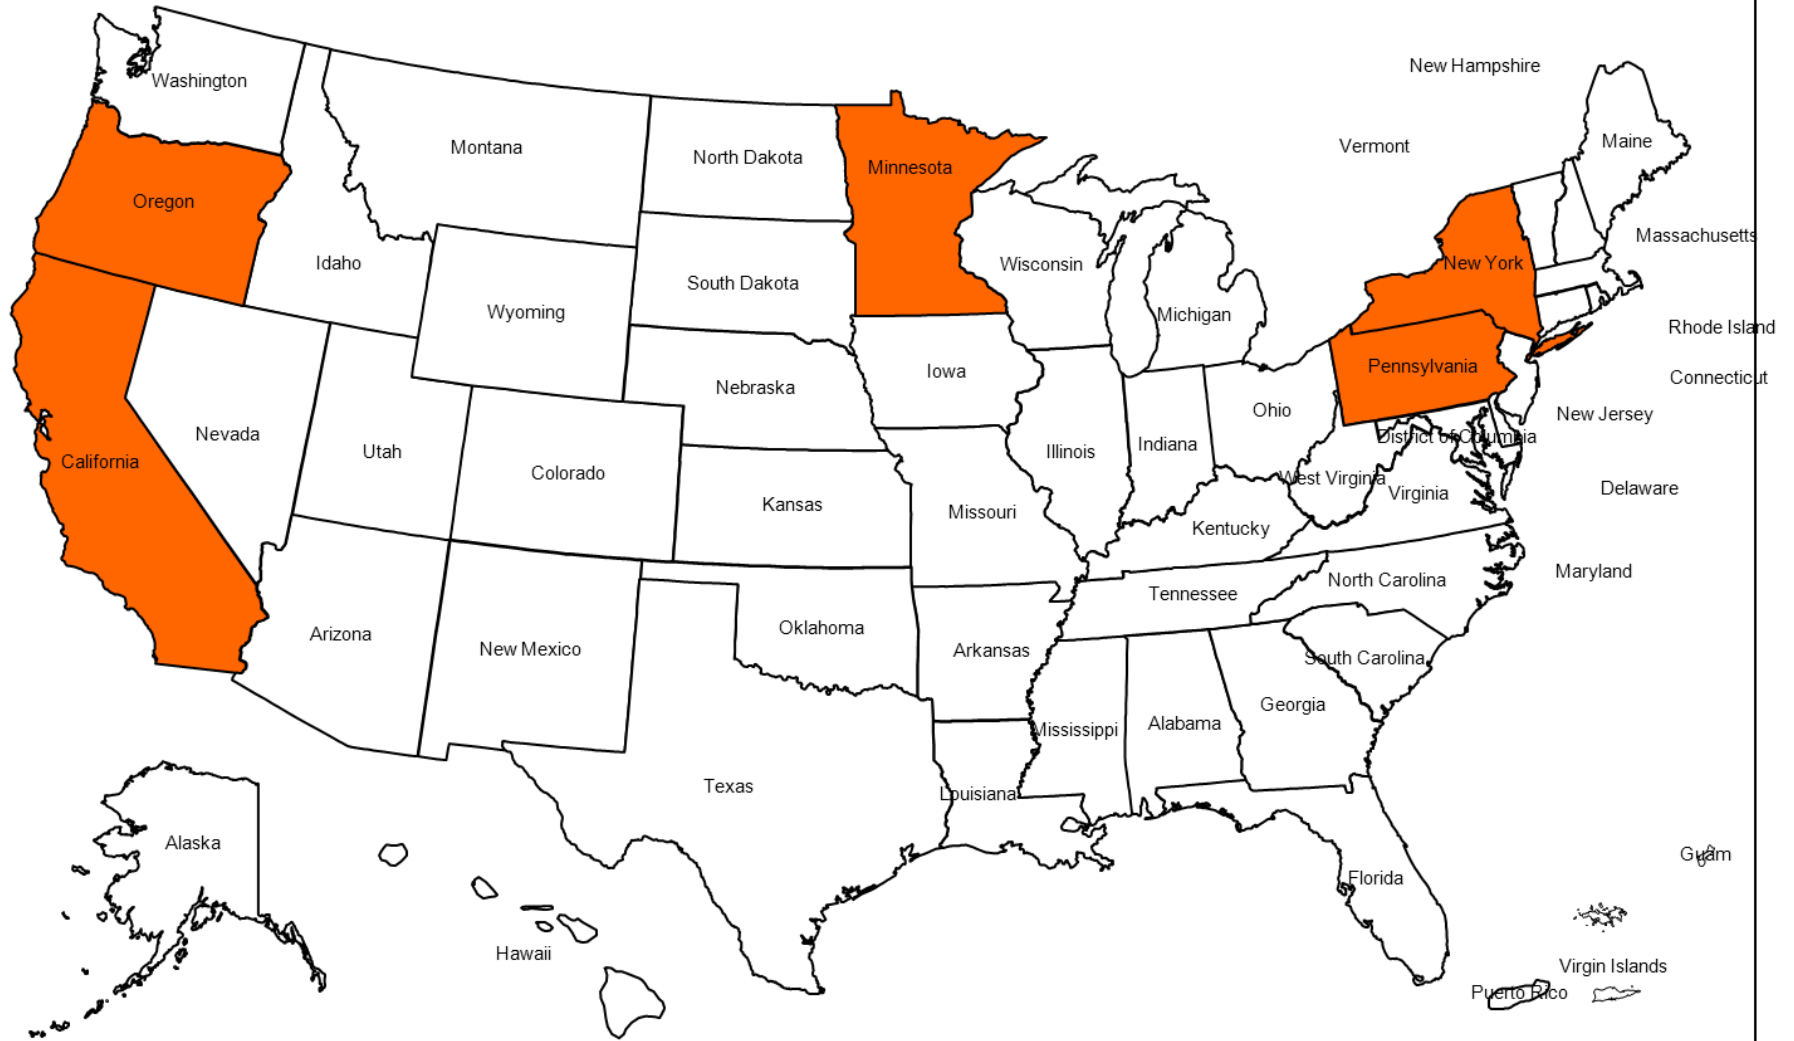 New Hampshire
Washington
Maine
Vermont
Montana
North Dakota
Minnesota
Oregon
Massachusetts
Idaho
Wisconsin
New York
South Dakota
Wyoming
Michigan
Rhode Island
Pennsylvania
Iowa
Connecticut
Nebraska
Ohio
New Jersey
Nevada
District of Columbia
Indiana
Utah
Illinois
California
Colorado
West Virginia
Delaware
Virginia
Kansas
Missouri
Kentucky
Maryland
North Carolina
Tennessee
Oklahoma
Arizona
New Mexico
Arkansas
South Carolina
Georgia
Alabama
Mississippi
Texas
Louisiana
Alaska
Guam
Florida
Hawaii
Virgin Islands
Puerto Rico